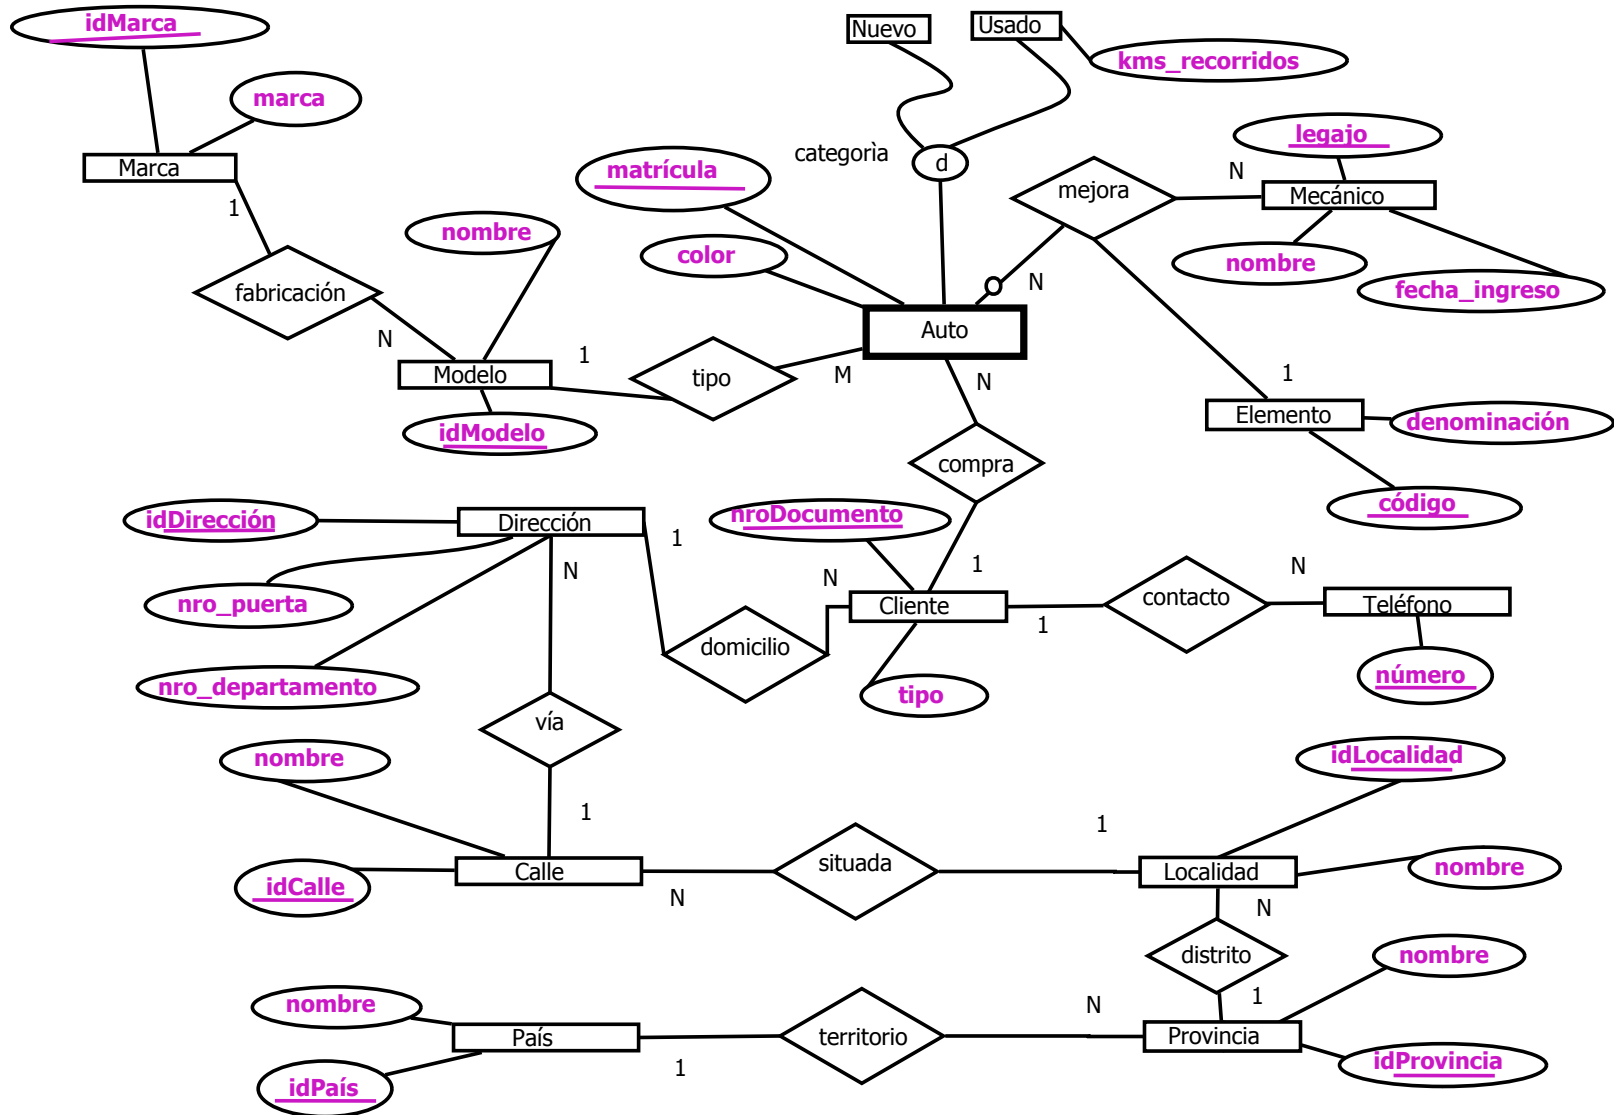 idMarca
Nuevo
Usado
kms_recorridos
marca
legajo
categorìa
d
Marca
matrícula
mejora
N
Mecánico
1
nombre
color
nombre
fecha_ingreso
fabricación
N
Auto
N
1
Modelo
tipo
M
N
1
Elemento
denominación
idModelo
compra
código
idDirección
Dirección
nroDocumento
1
N
N
1
N
nro_puerta
Cliente
contacto
Teléfono
1
domicilio
nro_departamento
tipo
número
vía
nombre
idLocalidad
1
1
situada
Calle
Localidad
nombre
idCalle
N
N
distrito
nombre
1
nombre
N
País
territorio
Provincia
1
idProvincia
idPaís